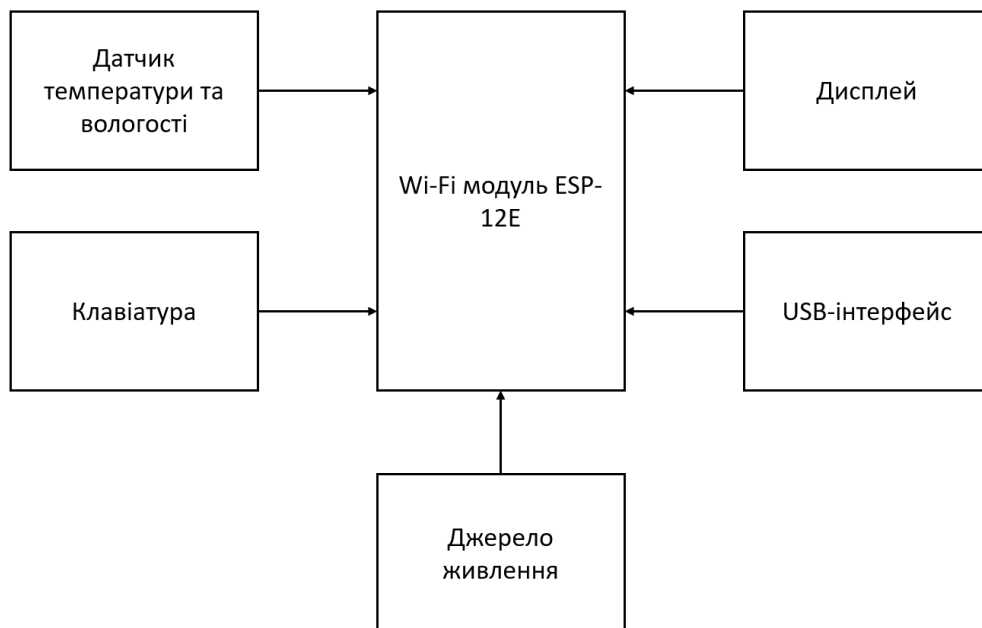 Датчик
температури та
вологості
Wi-Fi модуль ESP-
12E
Дисплей
Клавіатура
USB-інтерфейс
Джерело
живлення